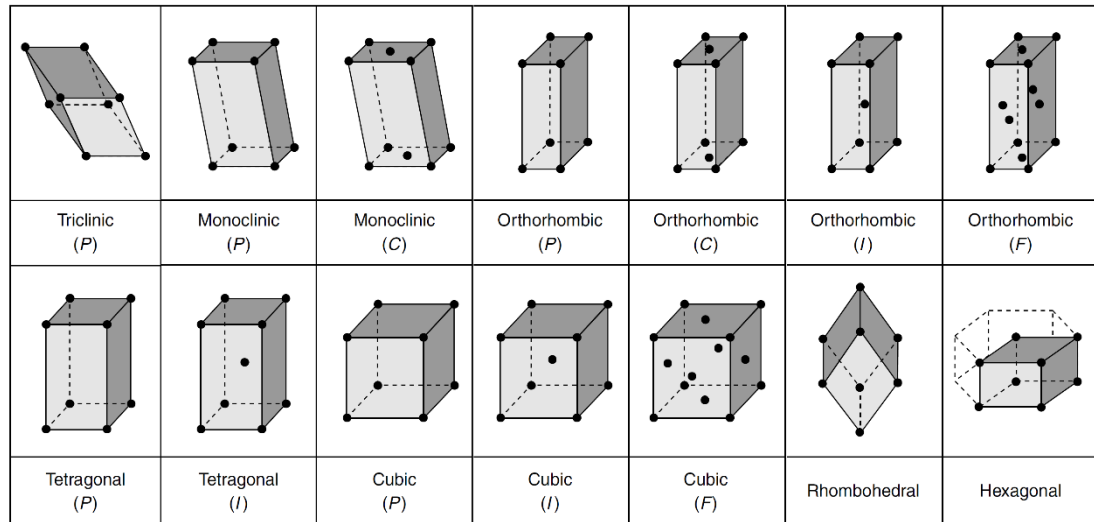 Triclinic
(P)
Monoclinic
(P)
Monoclinic
(C)
Orthorhombic
(P)
Orthorhombic
(C)
Orthorhombic
(I)
Orthorhombic
(F)
Tetragonal
(P)
Tetragonal
(I)
Cubic
(P)
Cubic
(I)
Cubic
(F)
Rhombohedral
Hexagonal